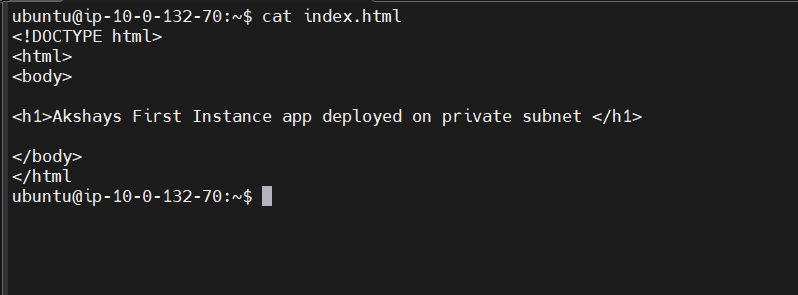 ubuntu@ip-10-0-132-70:~$ cat index.html
<!DOCTYPE html>
<html>
<body>
<h1>Akshays First Instance app deployed on private subnet </h1>
</body>
</html
ubuntu@ip-10-0-132-70:~$